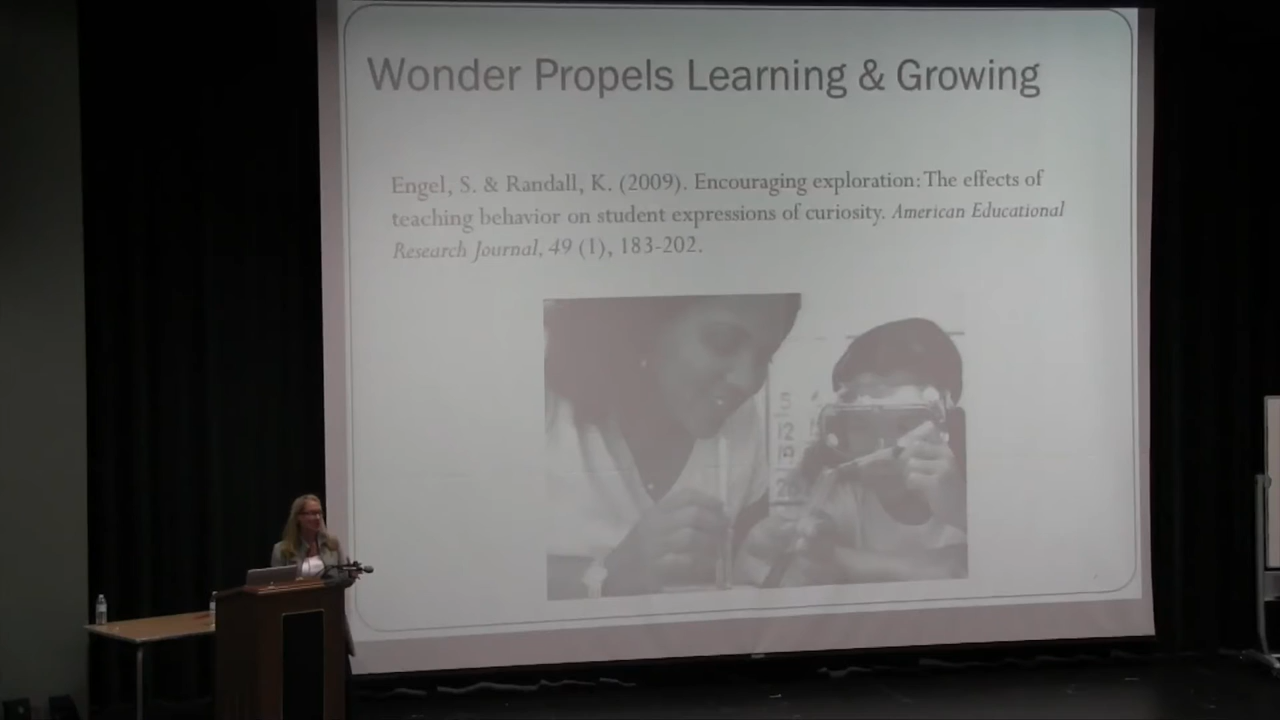 Wonder Propels Learning & Growing
Engel, S. & Randall, K. (2009). Encouraging exploration: The effects of
teaching behavior on student expressions of curiosity. American Educational
Research Journal, 49 (1), 183-202.